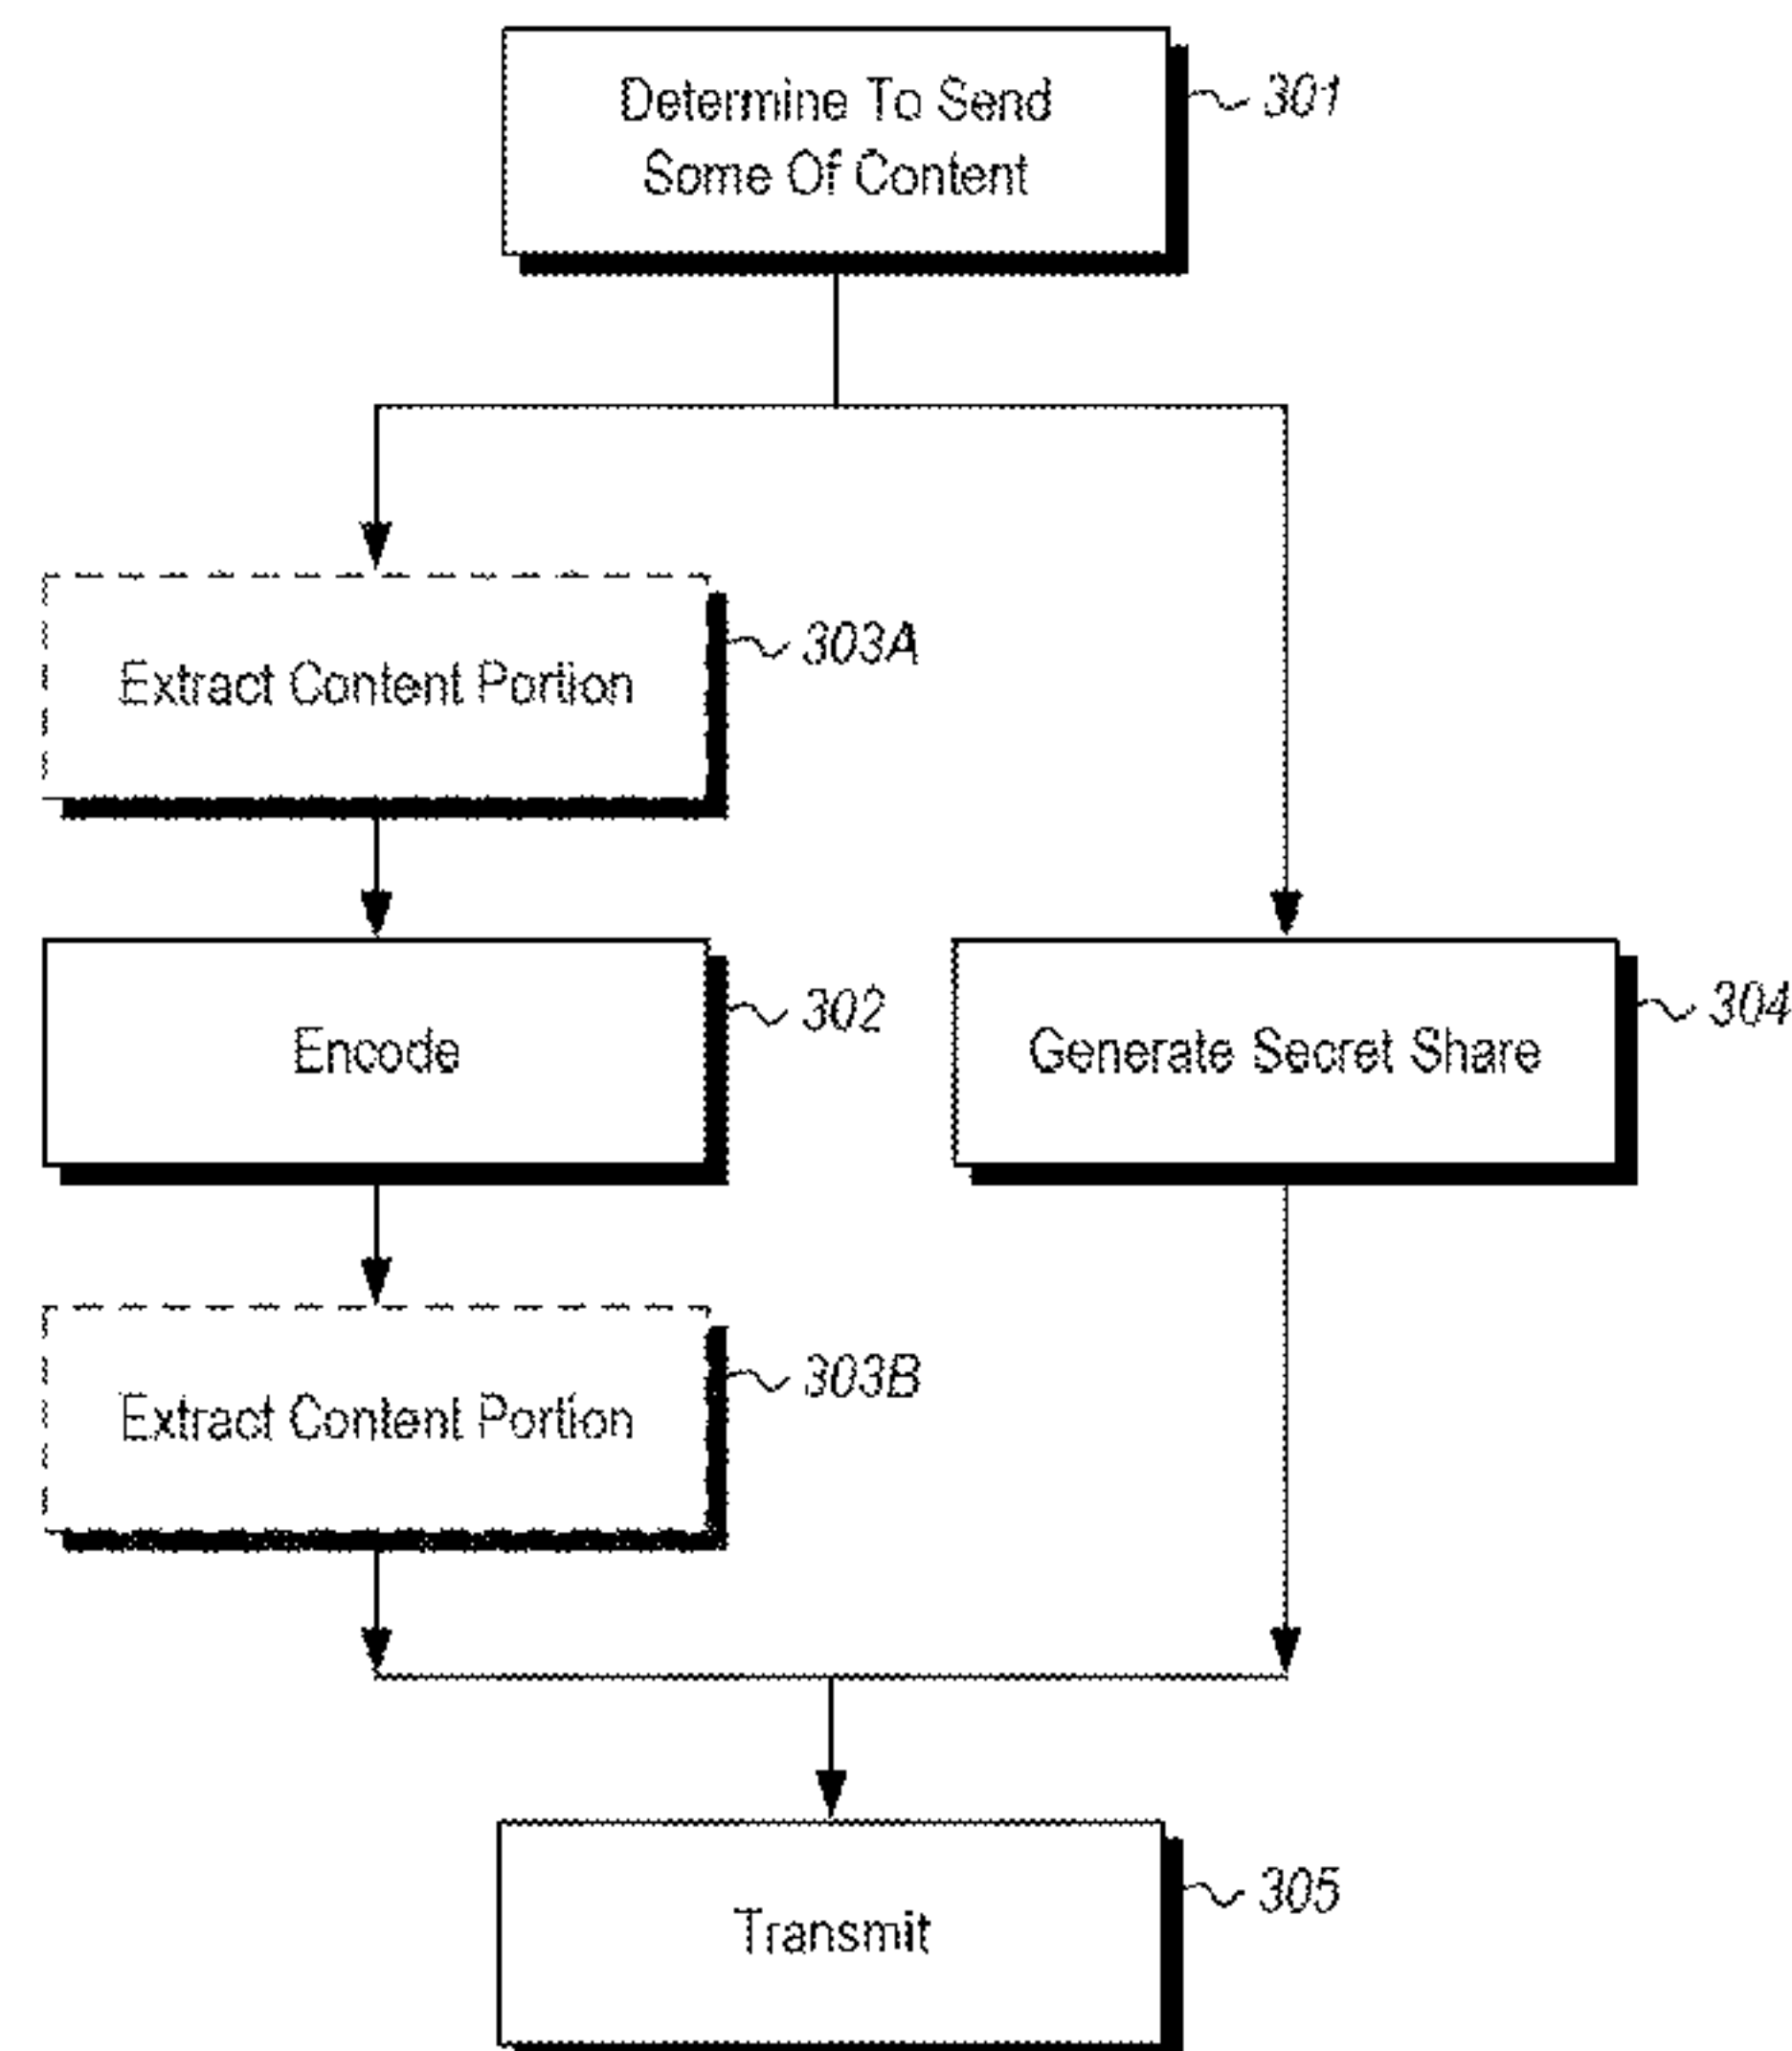 Determine To Send
Some Of Content
301
Extract Content Portion
303A
Encode
302
Generate Secret Share
304
Extract Content Portion
303B
Transmit
305